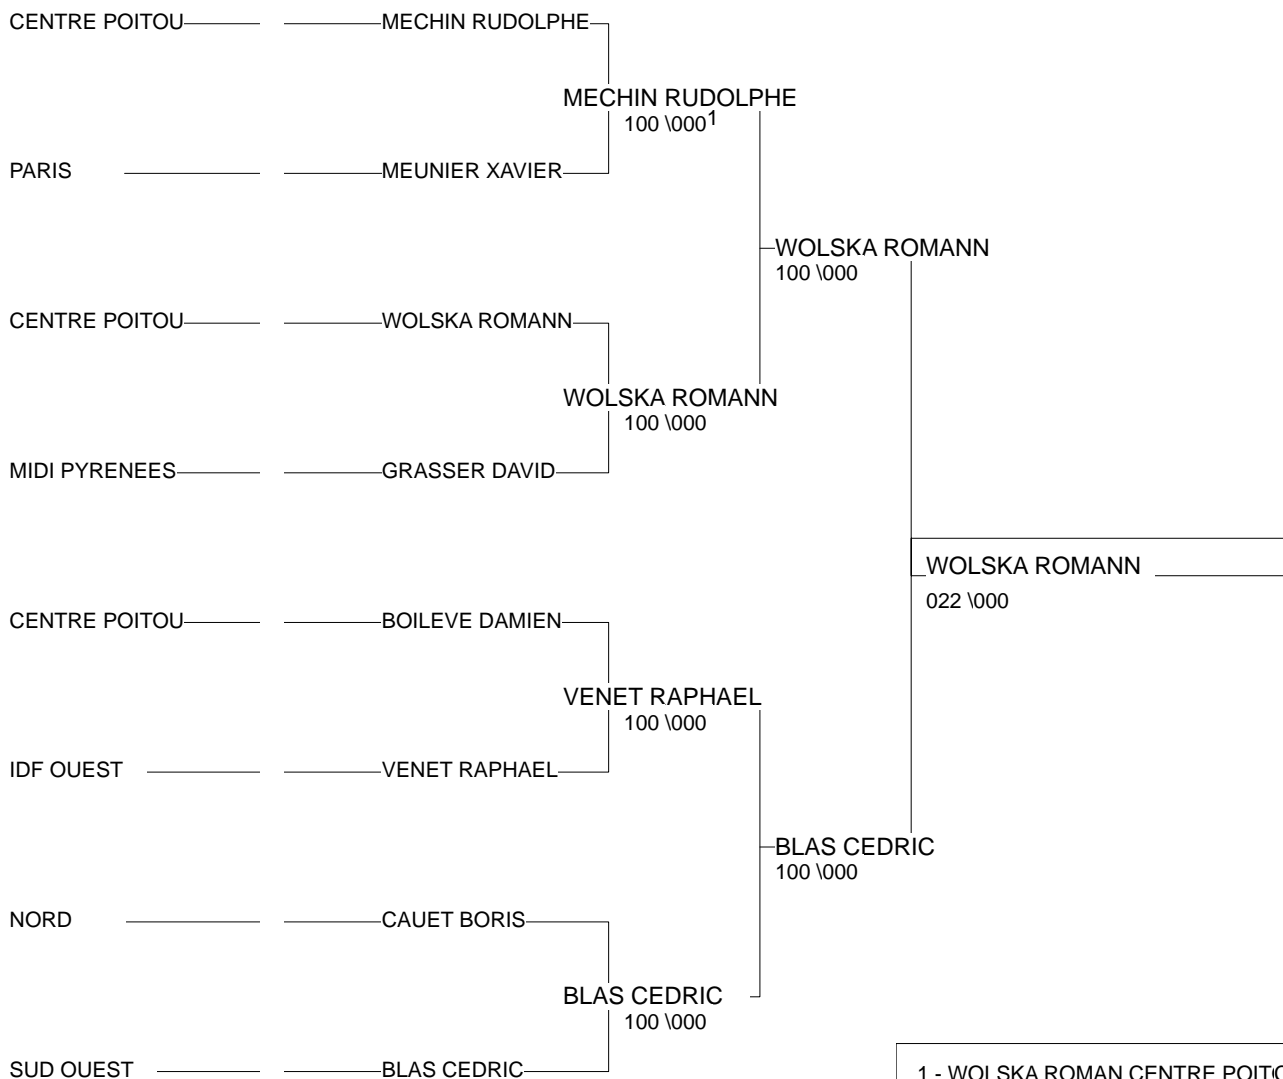 CENTRE POITOU MECHIN RUDOLPHE
MECHIN RUDOLPHE
100 \000 1
PARIS MEUNIER XAVIER
WOLSKA ROMANN
100 \000
CENTRE POITOU WOLSKA ROMANN
WOLSKA ROMANN
100 \000
MIDI PYRENEES GRASSER DAVID
WOLSKA ROMANN
022 \000
CENTRE POITOU BOILEVE DAMIEN
VENET RAPHAEL
100 \000
IDF OUEST VENET RAPHAEL
BLAS CEDRIC
100 \000
NORD CAUET BORIS
BLAS CEDRIC
100 \000
SUD OUEST BLAS CEDRIC
1 - WOLSKA ROMAN CENTRE POITO